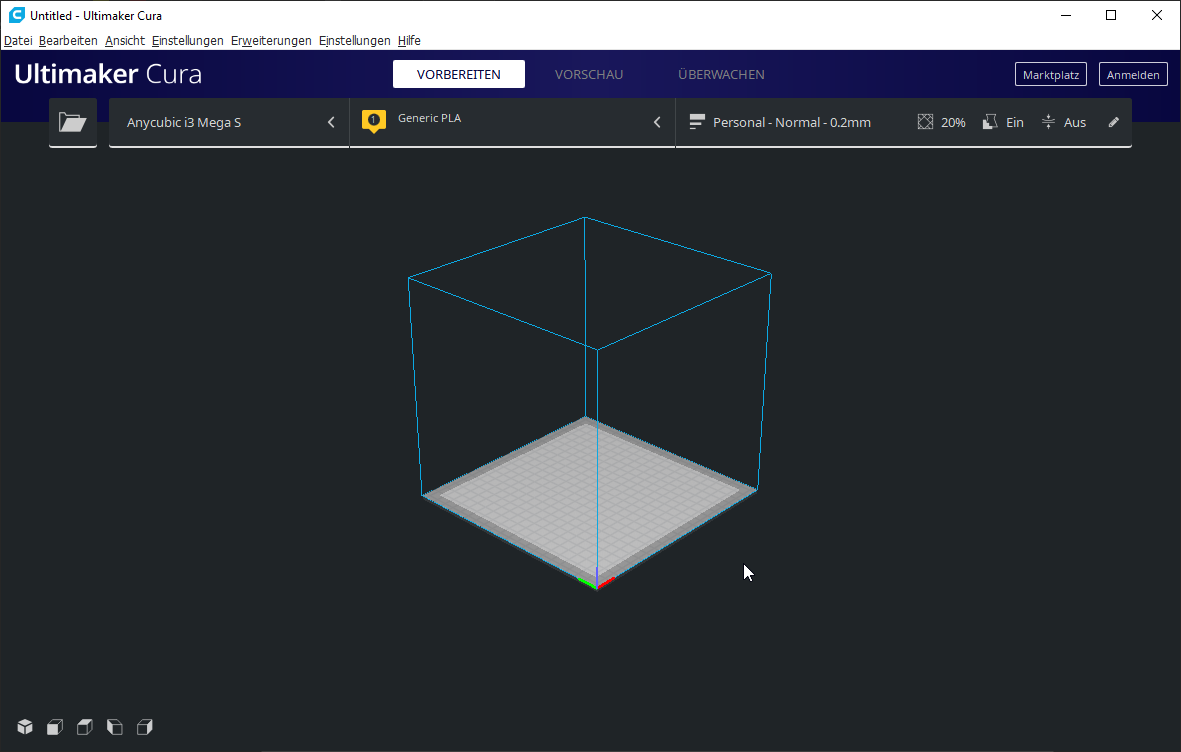 Untitled - Ultimaker Cura
Datei Bearbeiten Ansicht Einstellungen Erweiterungen Einstellungen Hilfe
Ultimaker Cura VORBEREITEN VORSCHAU ÜBERWACHEN Marktplatz Anmelden
Anycubic i3 Mega S 1 Generic PLA Personal - Normal - 0.2mm 20% Ein Aus